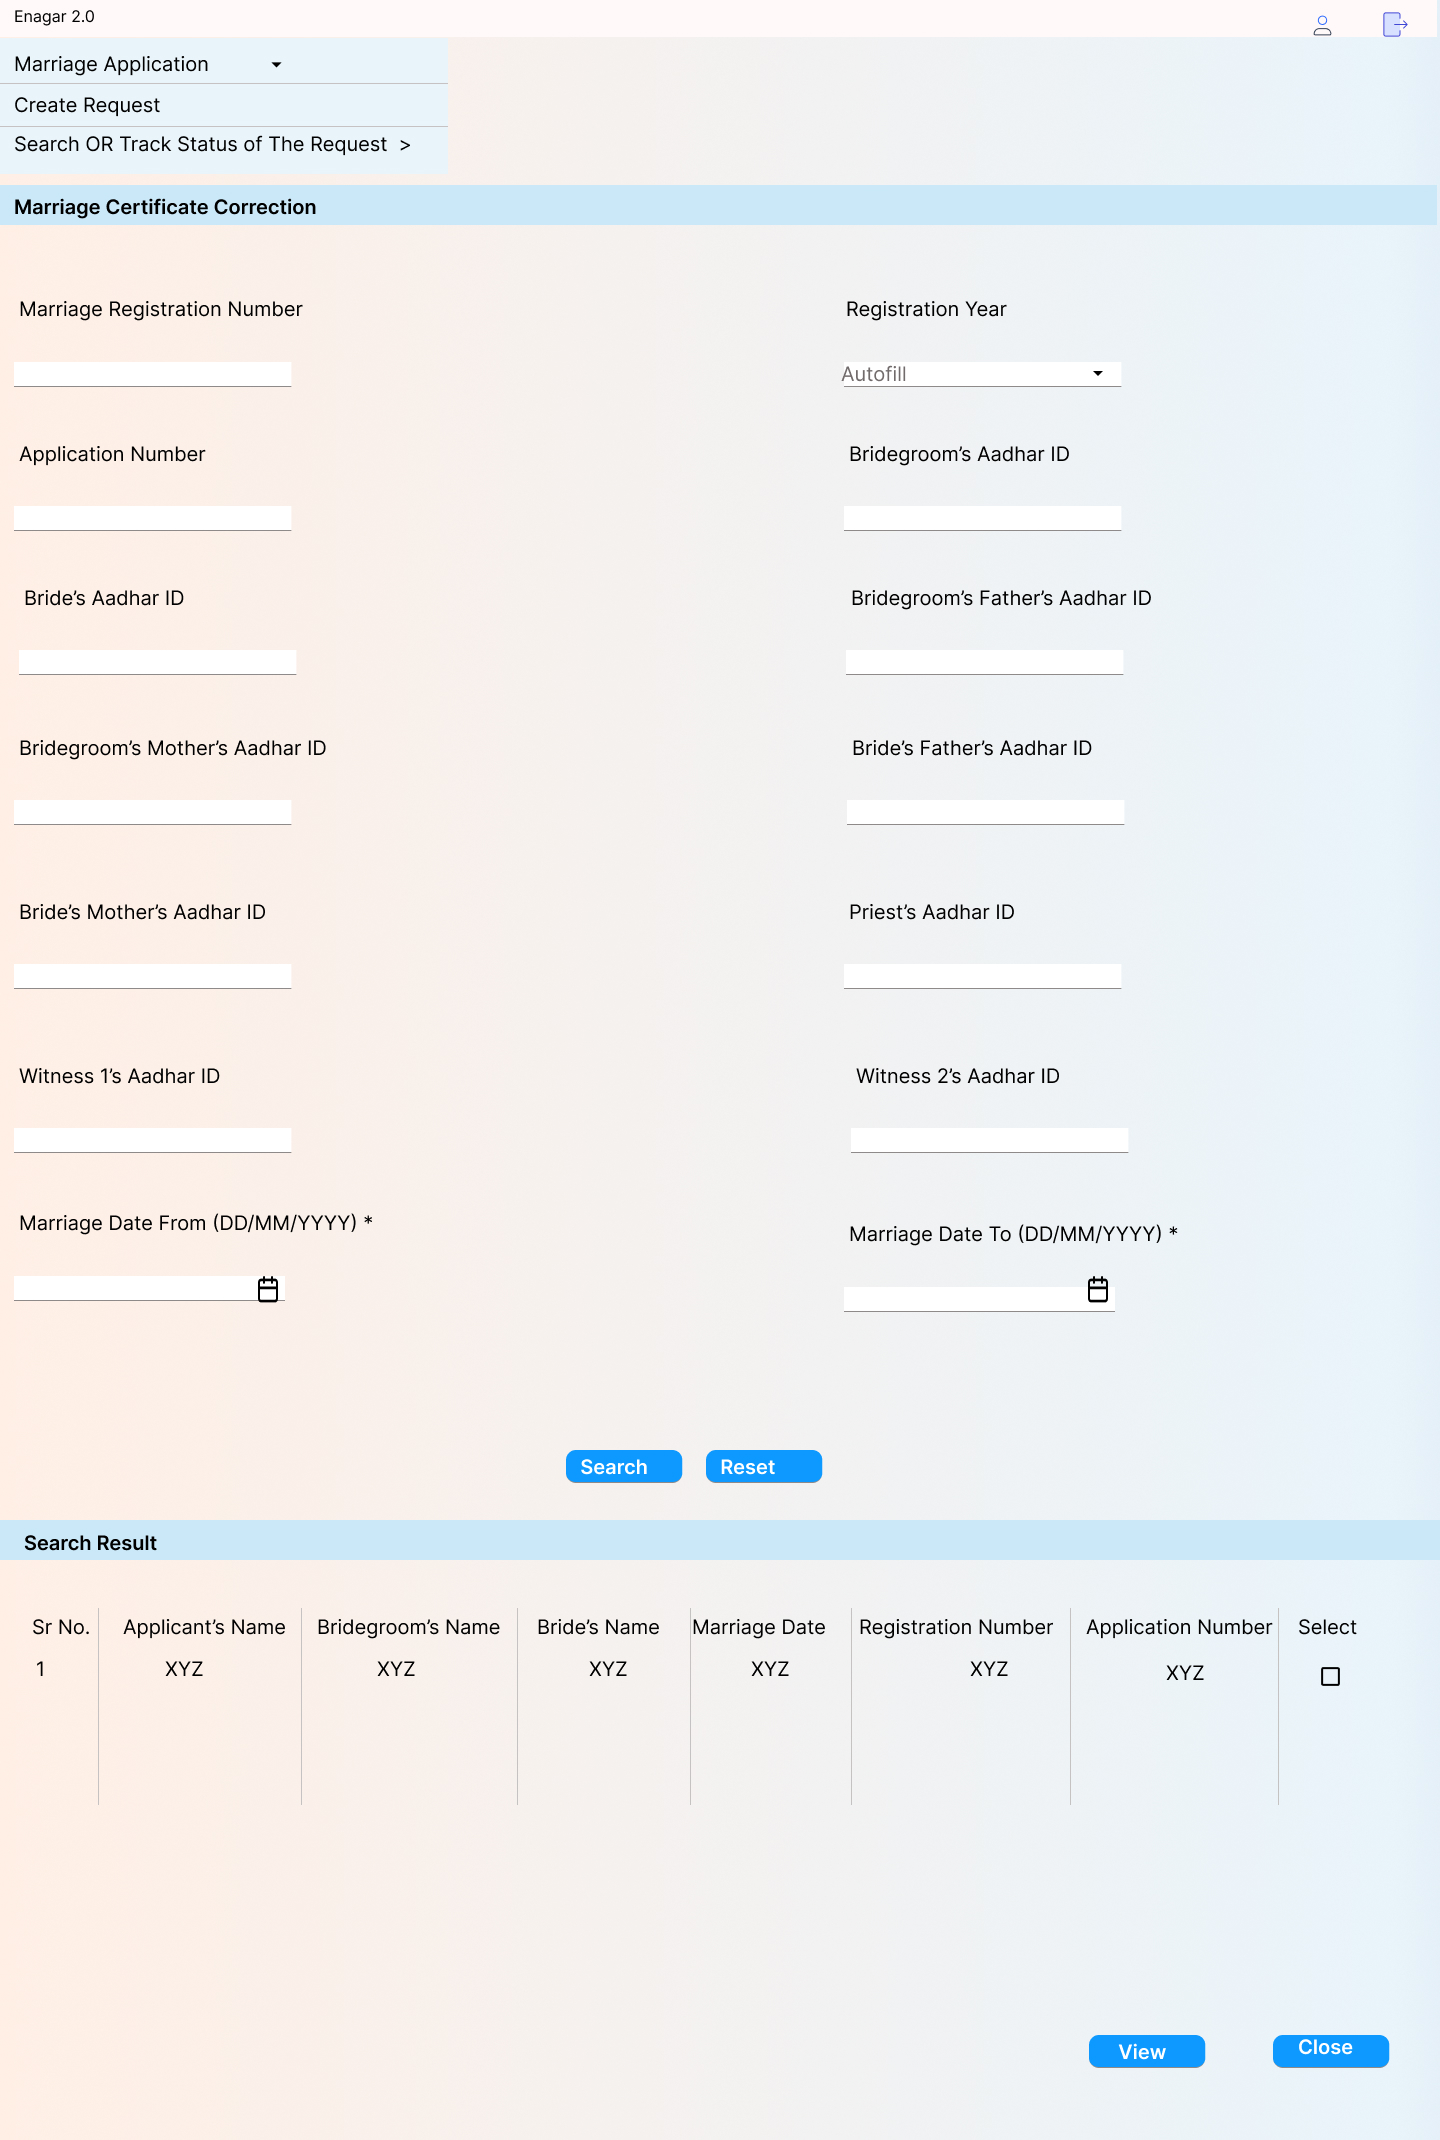 Enagar 2.0
Marriage Application
Create Request
Search OR Track Status of The Request >
Marriage Certificate Correction
Marriage Registration Number
Registration Year
Autofill
Application Number
Bridegroom’s Aadhar ID
Bride’s Aadhar ID
Bridegroom’s Father’s Aadhar ID
Bridegroom’s Mother’s Aadhar ID
Bride’s Father’s Aadhar ID
Bride’s Mother’s Aadhar ID
Priest’s Aadhar ID
Witness 1’s Aadhar ID
Witness 2’s Aadhar ID
Marriage Date From (DD/MM/YYYY) *
Marriage Date To (DD/MM/YYYY) *
Search Reset
Search Result
Sr No. Applicant’s Name Bridegroom’s Name Bride’s Name Marriage Date Registration Number Application Number Select
1 XYZ XYZ XYZ XYZ XYZ XYZ
View Close